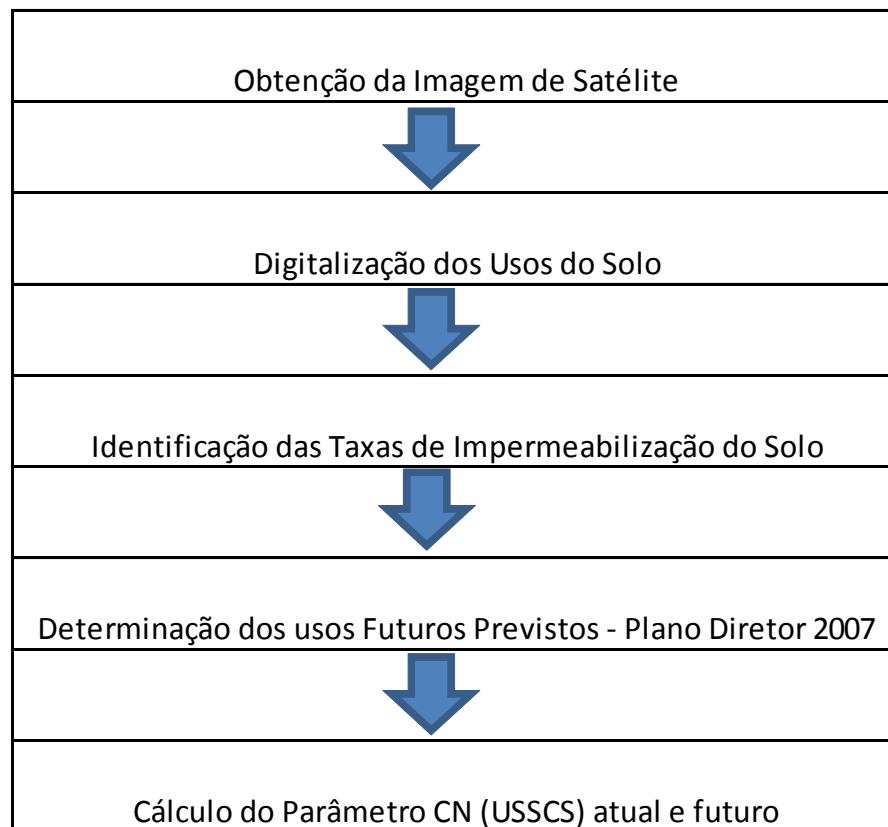 Obtenção da Imagem de Satélite
Digitalização dos Usos do Solo
Identificação das Taxas de Impermeabilização do Solo
Determinação dos usos Futuros Previstos - Plano Diretor 2007
Cálculo do Parâmetro CN (USSCS) atual e futuro